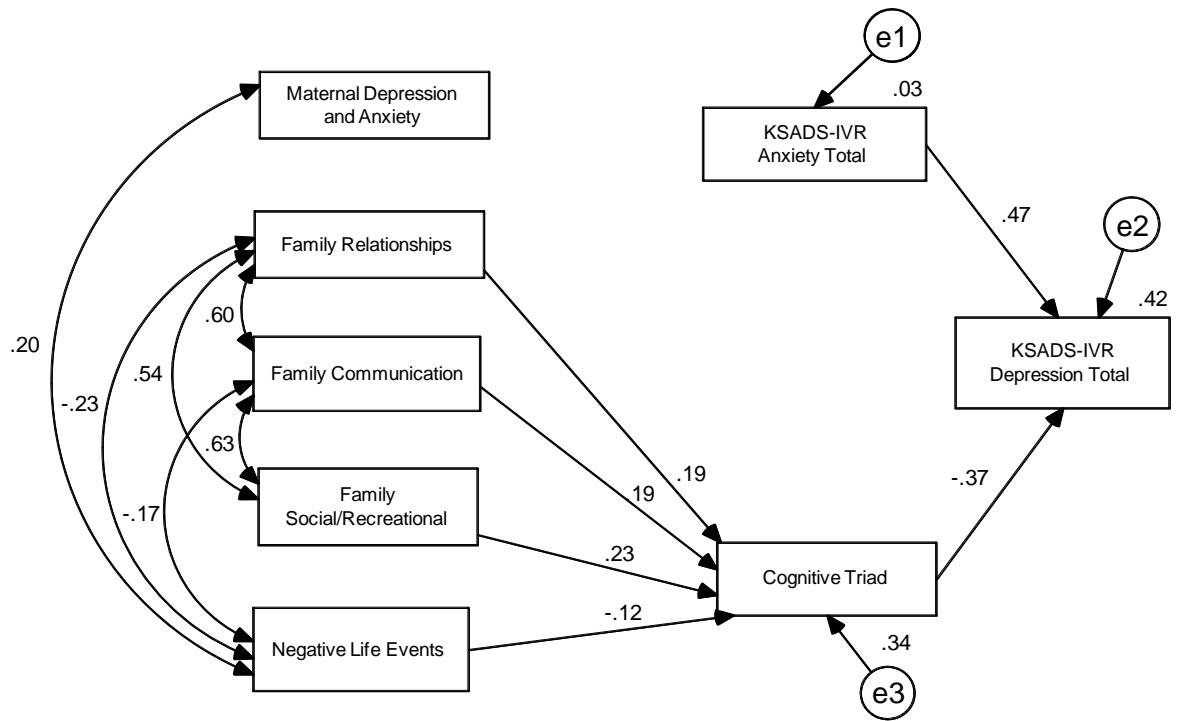 e1
.03
Maternal Depression
and Anxiety
KSADS-IVR
Anxiety Total
.47
e2
Family Relationships
.42
.60
.20
.54
KSADS-IVR
Depression Total
Family Communication
-.23
.63
.19
-.37
19
Family
Social/Recreational
-.17
.23
Cognitive Triad
-.12
Negative Life Events
.34
e3